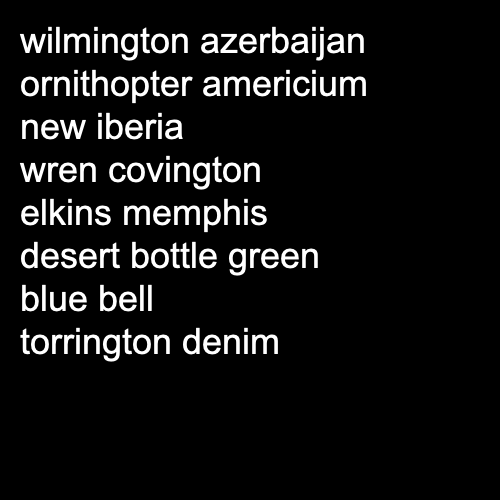 wilmington azerbaijan
ornithopter americium
new iberia
wren covington
elkins memphis
desert bottle green
blue bell
torrington denim